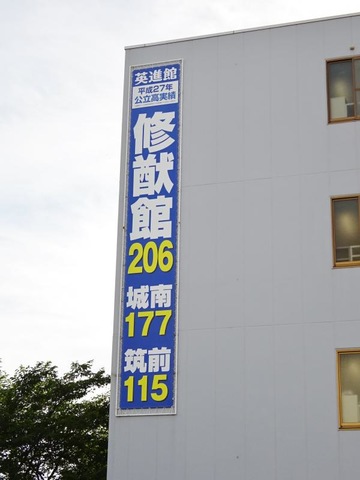 英進館
平成27年
公立高実績
修猷館
206
城南
177
筑前
115